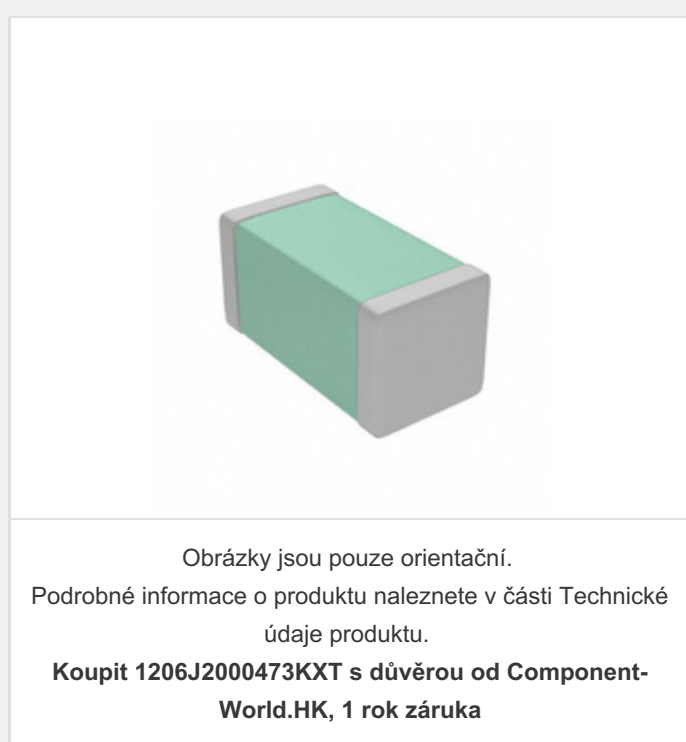 Obrázky jsou pouze orientační.
Podrobné informace o produktu naleznete v části Technické
údaje produktu.
Koupit 1206J2000473KXT s důvěrou od Component-
World.HK, 1 rok záruka